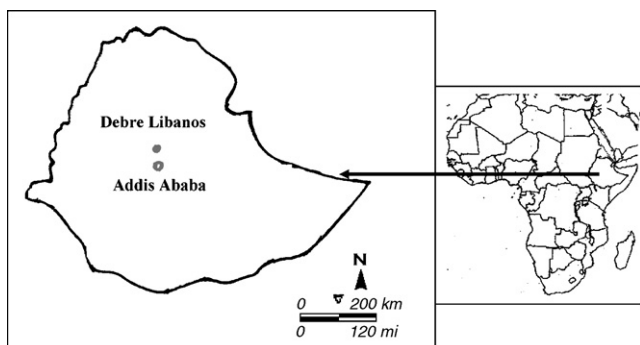 Debre Libanos
Addis Ababa
N
0 200 km
0 120 mi